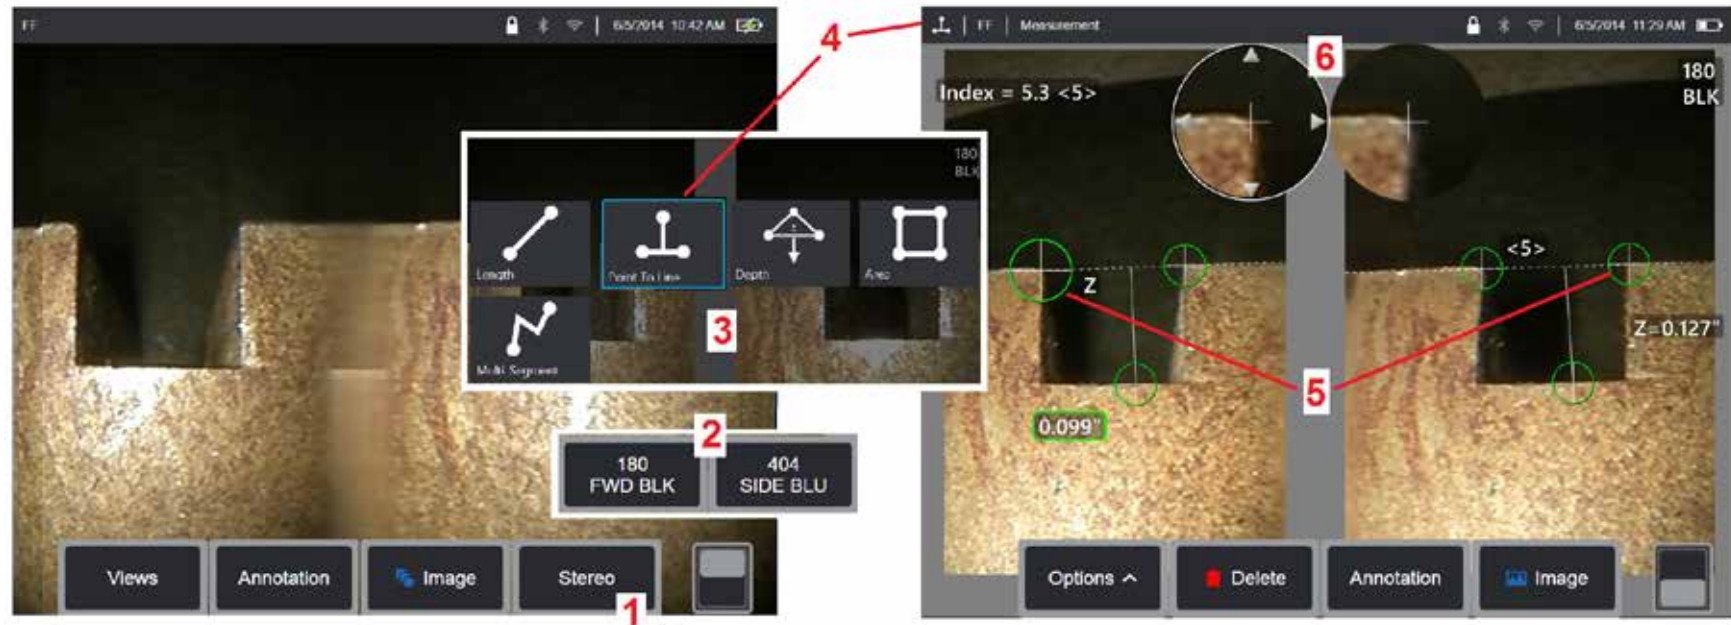 FF
6/5/2014 10:42 AM
4
FF
Measurement
6/5/2014 11:29 AM
6
Index = 5.3 <5>
180
BLK
180
BLK
Length
Point To Line
Depth
Area
3
Multi Segment
<5>
Z
Z=0.127"
5
0.099"
2
180
FWD BLK
404
SIDE BLU
Views
Annotation
Image
Stereo
1
Options
Delete
Annotation
Image